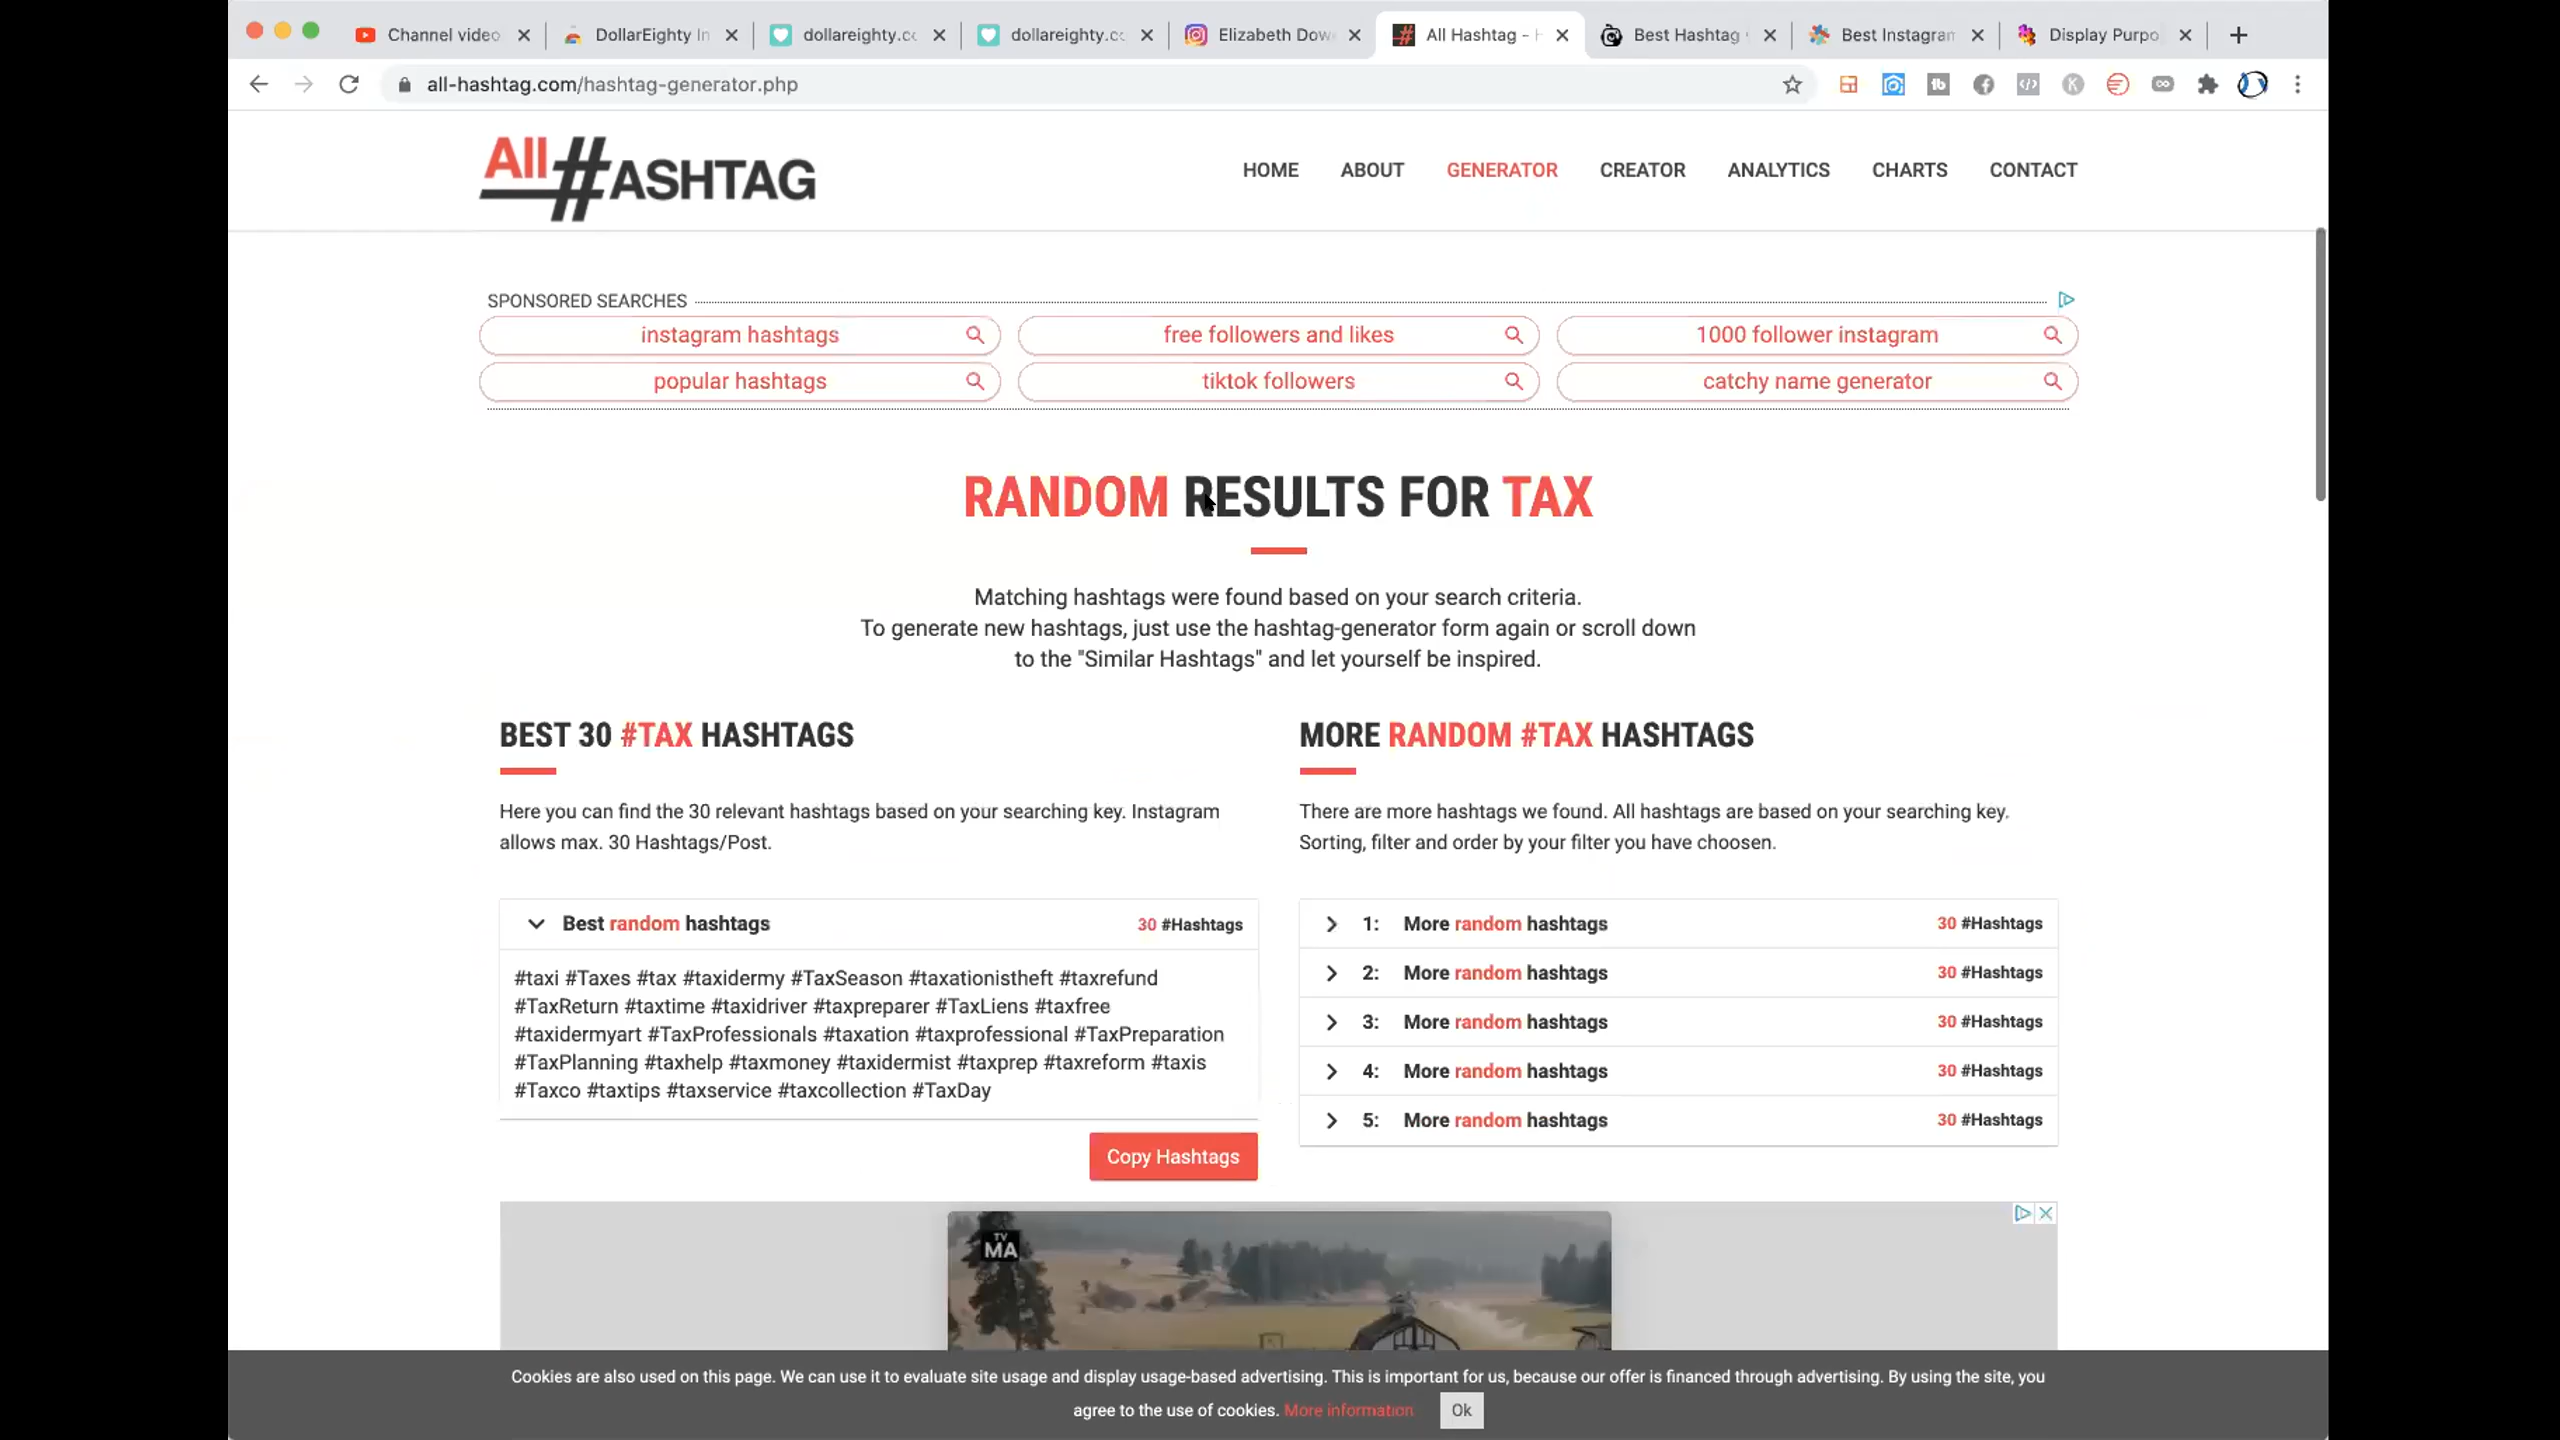 Channel video
DollarEighty In
dollareighty.co
dollareighty.co
Elizabeth Dow
All Hashtag - H
Best Hashtag
Best Instagram
Display Purpo
all-hashtag.com/hashtag-generator.php
All #ASHTAG
HOME ABOUT GENERATOR CREATOR ANALYTICS CHARTS CONTACT
SPONSORED SEARCHES
instagram hashtags free followers and likes 1000 follower instagram
popular hashtags tiktok followers catchy name generator
RANDOM RESULTS FOR TAX
Matching hashtags were found based on your search criteria.
To generate new hashtags, just use the hashtag-generator form again or scroll down
to the "Similar Hashtags" and let yourself be inspired.
BEST 30 #TAX HASHTAGS
Here you can find the 30 relevant hashtags based on your searching key. Instagram
allows max. 30 Hashtags/Post.
Best random hashtags 30 #Hashtags
#taxi #Taxes #tax #taxidermy #TaxSeason #taxationistheft #taxrefund
#TaxReturn #taxtime #taxidriver #taxpreparer #TaxLiens #taxfree
#taxidermyart #TaxProfessionals #taxation #taxprofessional #TaxPreparation
#TaxPlanning #taxhelp #taxmoney #taxidermist #taxprep #taxreform #taxis
#Taxco #taxtips #taxservice #taxcollection #TaxDay
Copy Hashtags
MORE RANDOM #TAX HASHTAGS
There are more hashtags we found. All hashtags are based on your searching key.
Sorting, filter and order by your filter you have choosen.
1: More random hashtags 30 #Hashtags
2: More random hashtags 30 #Hashtags
3: More random hashtags 30 #Hashtags
4: More random hashtags 30 #Hashtags
5: More random hashtags 30 #Hashtags
TV
MA
Cookies are also used on this page. We can use it to evaluate site usage and display usage-based advertising. This is important for us, because our offer is financed through advertising. By using the site, you
agree to the use of cookies. More information Ok